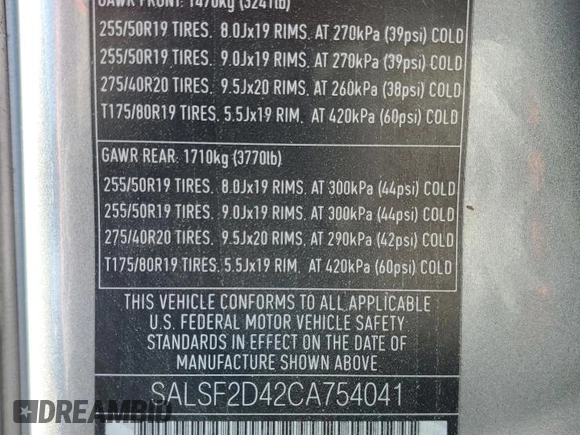 GAWR FRONT: 1470kg (3241lb)
255/50R19 TIRES. 8.0Jx19 RIMS. AT 270kPa (39psi) COLD
255/50R19 TIRES. 9.0Jx19 RIMS. AT 270kPa (39psi) COLD
275/40R20 TIRES. 9.5Jx20 RIMS. AT 260kPa (38psi) COLD
T175/80R19 TIRES. 5.5Jx19 RIM. AT 420kPa (60psi) COLD
GAWR REAR: 1710kg (3770lb)
255/50R19 TIRES. 8.0Jx19 RIMS. AT 300kPa (44psi) COLD
255/50R19 TIRES. 9.0Jx19 RIMS. AT 300kPa (44psi) COLD
275/40R20 TIRES. 9.5Jx20 RIMS. AT 290kPa (42psi) COLD
T175/80R19 TIRES. 5.5Jx19 RIM. AT 420kPa (60psi) COLD
THIS VEHICLE CONFORMS TO ALL APPLICABLE
U.S. FEDERAL MOTOR VEHICLE SAFETY
STANDARDS IN EFFECT ON THE DATE OF
MANUFACTURE SHOWN ABOVE.
SALSF2D42CA754041
DREAMBID